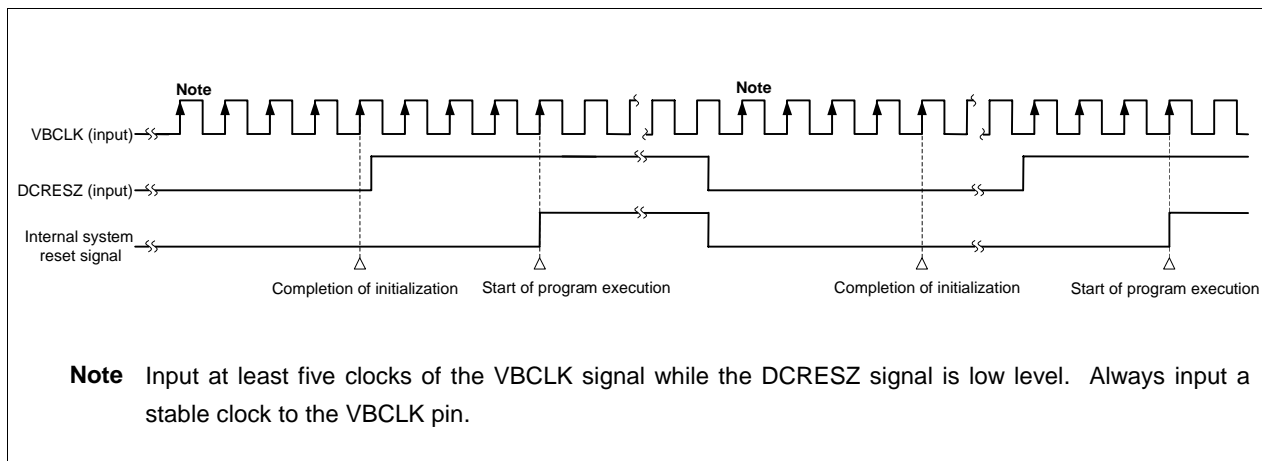 Note
Note
VBCLK (input)
DCRESZ (input)
Internal system
reset signal
Completion of initialization
Start of program execution
Completion of initialization
Start of program execution
Note Input at least five clocks of the VBCLK signal while the DCRESZ signal is low level. Always input a
stable clock to the VBCLK pin.